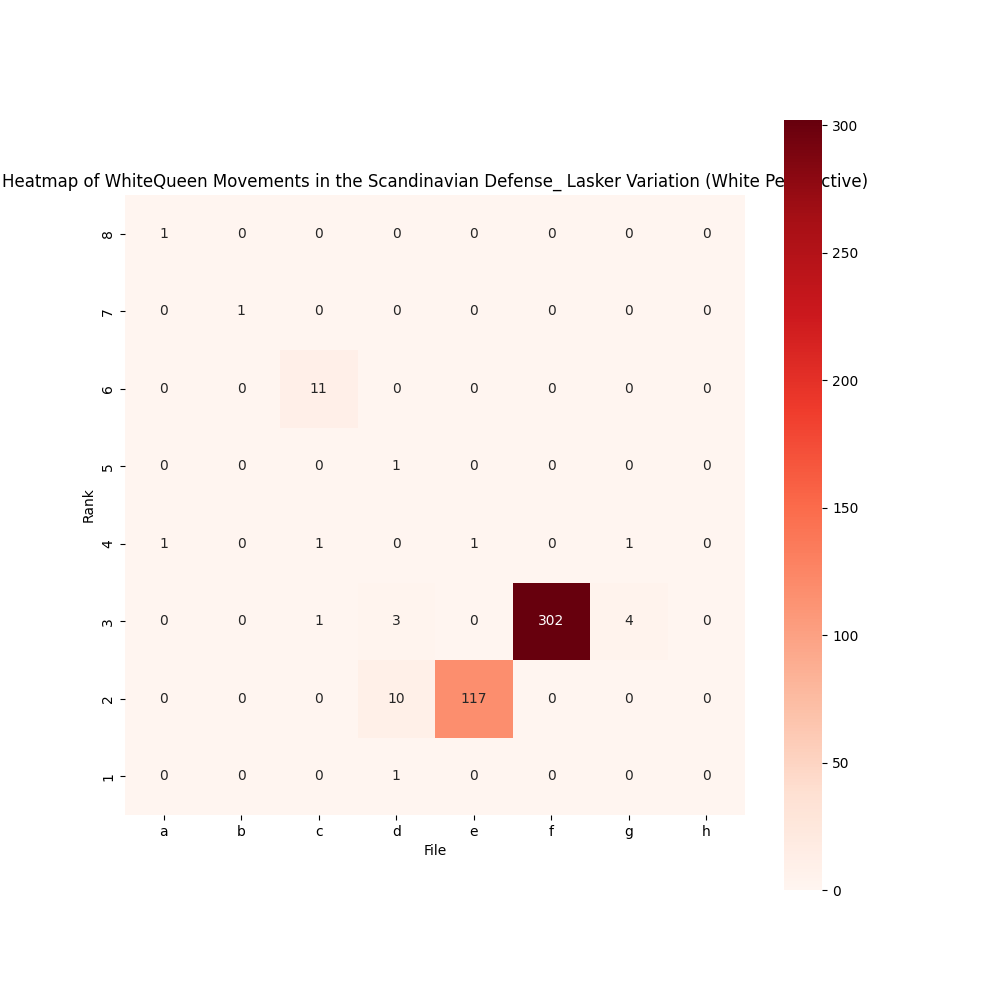 Heatmap of WhiteQueen Movements in the Scandinavian Defense_ Lasker Variation (White Pe ctive)
300
250
200
150
100
50
0
Rank
8 1 0 0 0 0 0 0 0
7 0 1 0 0 0 0 0 0
6 0 0 11 0 0 0 0 0
5 0 0 0 1 0 0 0 0
4 1 0 1 0 1 0 1 0
3 0 0 1 3 0 302 4 0
2 0 0 0 10 117 0 0 0
1 0 0 0 1 0 0 0 0
a b c d e f g h
File